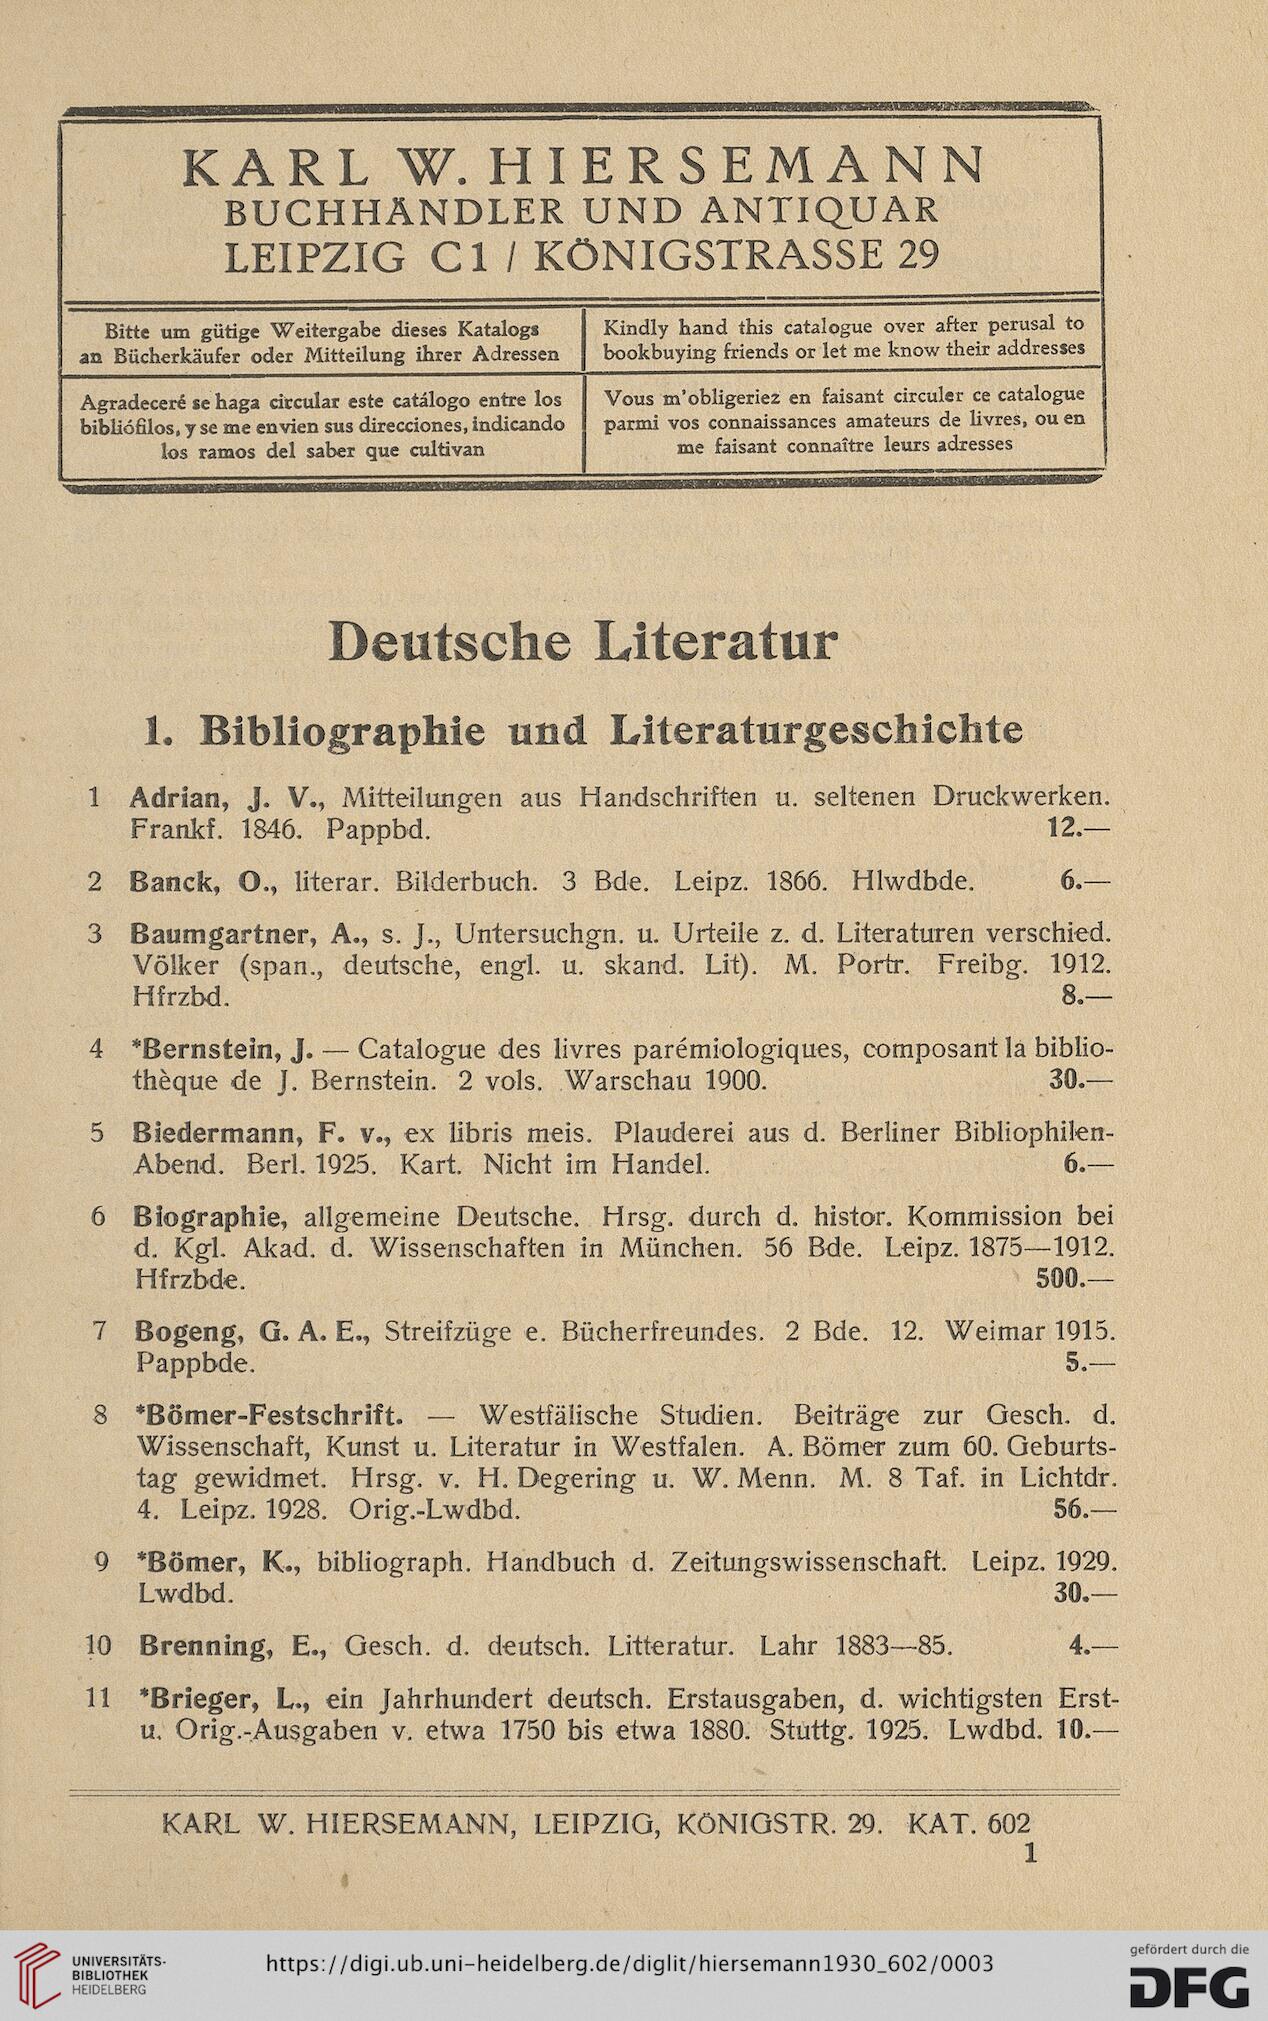 KARL W. HIERSEMANN
BUCHHÄNDLER UND ANTIQUAR
LEIPZIG C1 / KÖNIGSTRASSE 29
Bitte um gütige Weitergabe dieses Katalogs
an Bücherkäufer oder Mitteilung ihrer Adressen
Kindly hand this catalogue over after perusal to
bookbuying friends or let me know their addresses
Agradeceré se haga circular este catálogo entre los
bibliófilos, y se me envien sus direcciones, indicando
los ramos del saber que cultivan
Vous m'obligeriez en faisant circuler ce catalogue
parmi vos connaissances amateurs de livres, ou en
me faisant connaître leurs adresses
Deutsche Literatur
1. Bibliographie und Literaturgeschichte
1 Adrian, J. V., Mitteilungen aus Handschriften u. seltenen Druckwerken.
Frankf. 1846. Pappbd. 12.—
2 Banck, O., literar. Bilderbuch. 3 Bde. Leipz. 1866. Hlwdbde. 6.—
3 Baumgartner, A., s. J., Untersuchgn. u. Urteile z. d. Literaturen verschied.
Völker (span., deutsche, engl. u. skand. Lit). M. Portr. Freibg. 1912.
Hfrzbd. 8.—
4 *Bernstein, J. — Catalogue des livres parémiologiques, composant la biblio-
thèque de J. Bernstein. 2 vols. Warschau 1900. 30.—
5 Biedermann, F. v., ex libris meis. Plauderei aus d. Berliner Bibliophilen-
Abend. Berl. 1925. Kart. Nicht im Handel. 6.—
6 Biographie, allgemeine Deutsche. Hrsg. durch d. histor. Kommission bei
d. Kgl. Akad. d. Wissenschaften in München. 56 Bde. Leipz. 1875—1912.
Hfrzbde. 500.—
7 Bogeng, G. A. E., Streifzüge e. Bücherfreundes. 2 Bde. 12. Weimar 1915.
Pappbde. 5.—
8 *Bömer-Festschrift. — Westfälische Studien. Beiträge zur Gesch. d.
Wissenschaft, Kunst u. Literatur in Westfalen. A. Bömer zum 60. Geburts-
tag gewidmet. Hrsg. v. H. Degering u. W. Menn. M. 8 Taf. in Lichtdr.
4. Leipz. 1928. Orig.-Lwdbd. 56.—
9 *Bömer, K., bibliograph. Handbuch d. Zeitungswissenschaft. Leipz. 1929.
Lwdbd. 30.—
10 Brenning, E., Gesch. d. deutsch. Litteratur. Lahr 1883—85. 4.—
11 *Brieger, L., ein Jahrhundert deutsch. Erstausgaben, d. wichtigsten Erst-
u. Orig.-Ausgaben v. etwa 1750 bis etwa 1880. Stuttg. 1925. Lwdbd. 10.—
KARL W. HIERSEMANN, LEIPZIG, KÖNIGSTR. 29. KAT. 602
1
UNIVERSITÄTS-
BIBLIOTHEK
HEIDELBERG
https://digi.ub.uni-heidelberg.de/diglit/hiersemann1930_602/0003
gefördert durch die
DFG